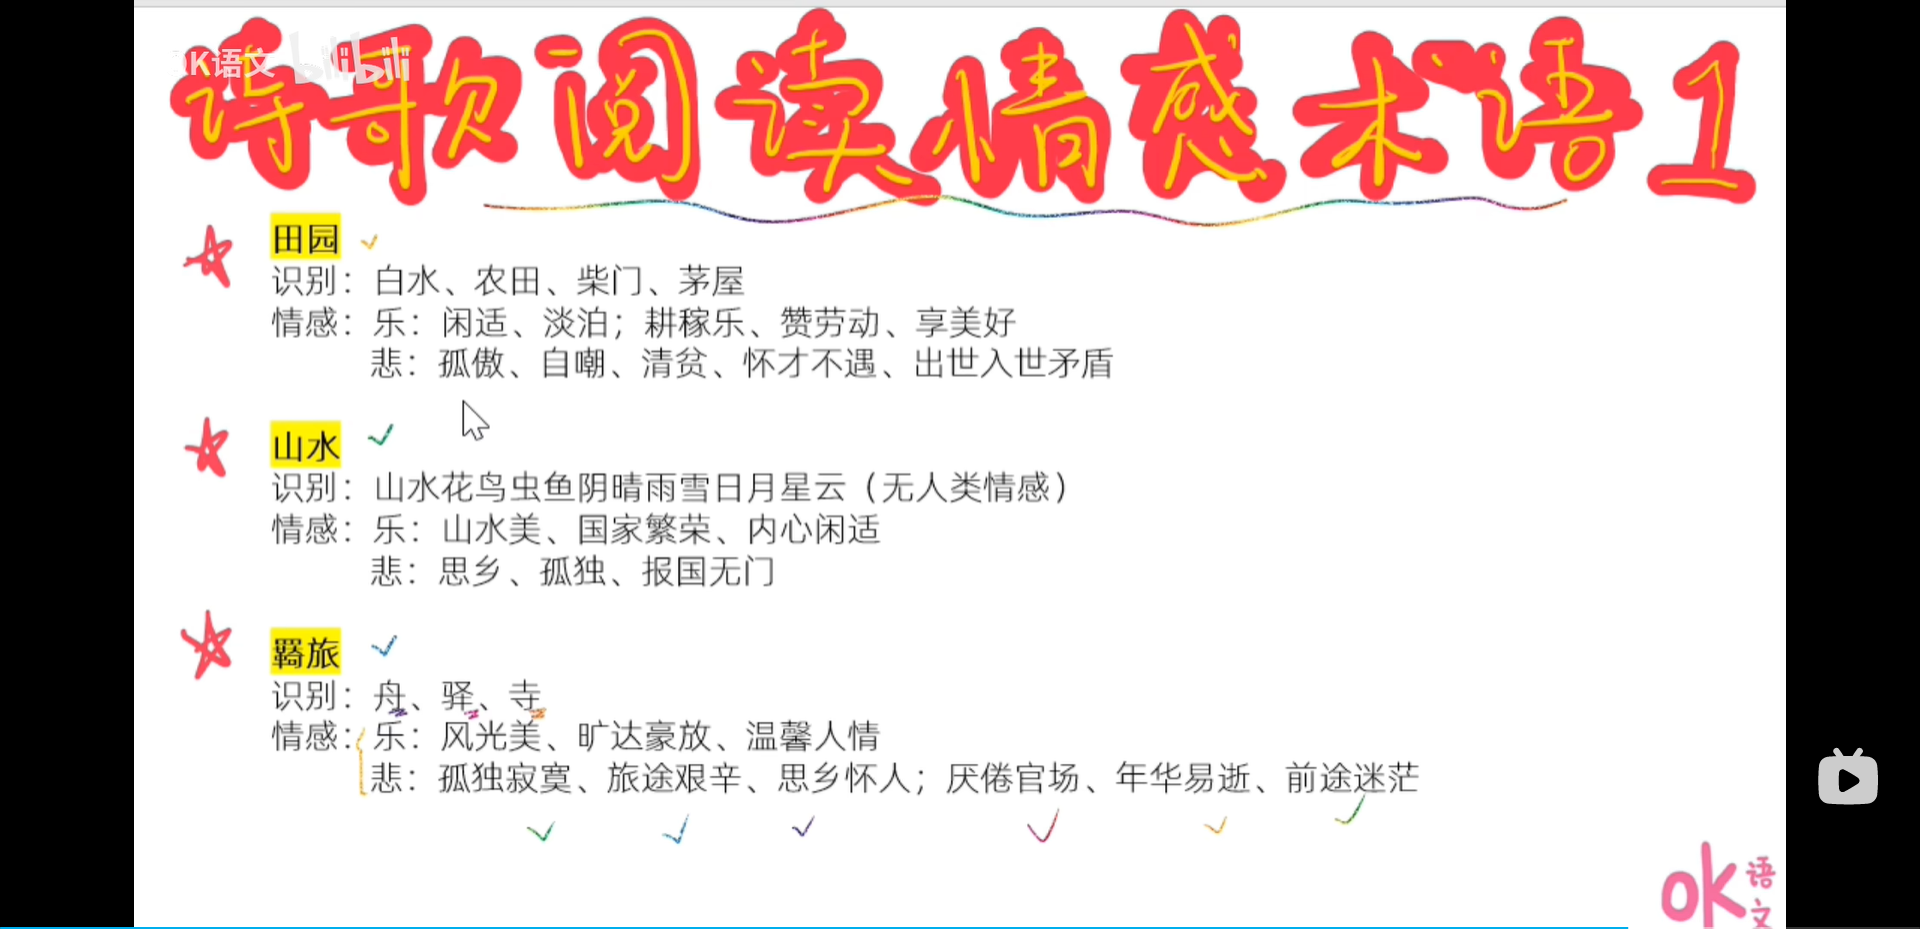 OK语文 bilibili
诗歌阅读情感术语1
田园
识别：白水、农田、柴门、茅屋
情感：乐：闲适、淡泊；耕稼乐、赞劳动、享美好
悲：孤傲、自嘲、清贫、怀才不遇、出世入世矛盾
山水
识别：山水花鸟虫鱼阴晴雨雪日月星云（无人类情感）
情感：乐：山水美、国家繁荣、内心闲适
悲：思乡、孤独、报国无门
羇旅
识别：舟、驿、寺
情感：乐：风光美、旷达豪放、温馨人情
悲：孤独寂寞、旅途艰辛、思乡怀人；厌倦官场、年华易逝、前途迷茫
ok语文